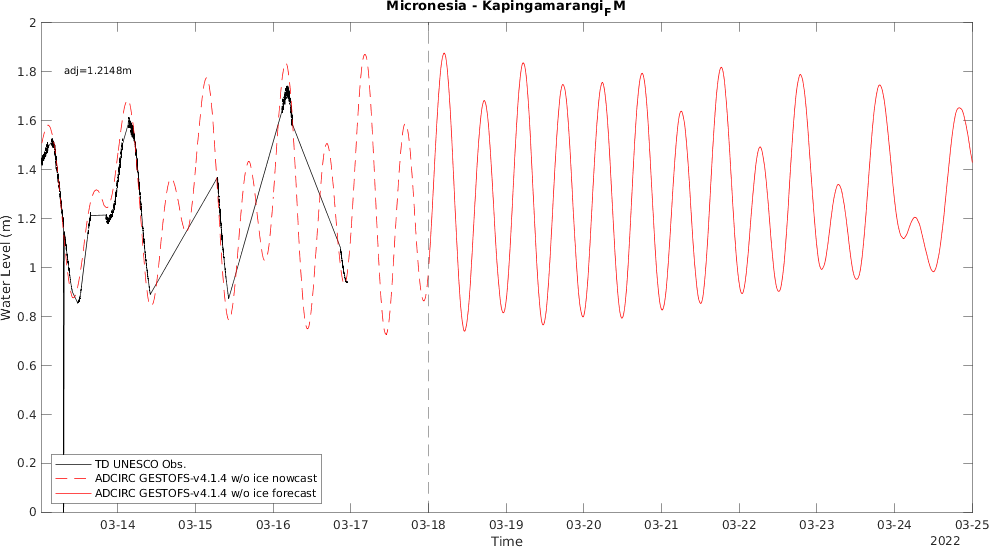 Micronesia - Kapingamarangi_FM
adj=1.2148m
Water Level (m)
2
1.8
1.6
1.4
1.2
1
0.8
0.6
0.4
0.2
0
TD UNESCO Obs.
ADCIRC GESTOFS-v4.1.4 w/o ice nowcast
ADCIRC GESTOFS-v4.1.4 w/o ice forecast
03-14 03-15 03-16 03-17 03-18 03-19 03-20 03-21 03-22 03-23 03-24 03-25
Time
2022